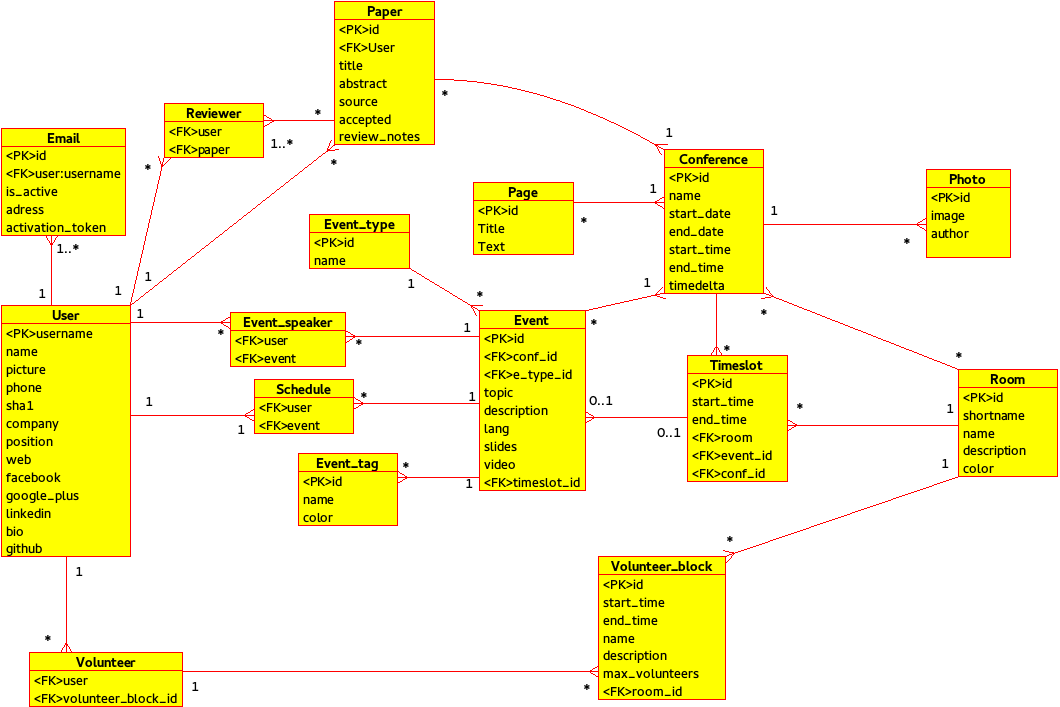 Paper
<PK>id
<FK>User
title
abstract
source
accepted
review_notes
*
1
Reviewer
<FK>user
<FK>paper
*
1..*
*
*
Email
<PK>id
<FK>user:username
is_active
adress
activation_token
1..*
1
1
1
Conference
<PK>id
name
start_date
end_date
start_time
end_time
timedelta
Page
<PK>id
Title
Text
1
*
Photo
<PK>id
image
author
1
*
Event_type
<PK>id
name
1
*
1
*
User
<PK>username
name
picture
phone
sha1
company
position
web
facebook
google_plus
linkedin
bio
github
1
*
Event_speaker
<FK>user
<FK>event
*
1
Event
<PK>id
<FK>conf_id
<FK>e_type_id
topic
description
lang
slides
video
<FK>timeslot_id
Schedule
<FK>user
<FK>event
1
1
*
1
Event_tag
<PK>id
name
color
*
1
*
Timeslot
<PK>id
start_time
end_time
<FK>room
<FK>event_id
<FK>conf_id
0..1
0..1
*
*
Room
<PK>id
shortname
name
description
color
*
1
1
*
Volunteer_block
<PK>id
start_time
end_time
name
description
max_volunteers
<FK>room_id
1
*
Volunteer
<FK>user
<FK>volunteer_block_id
1
*